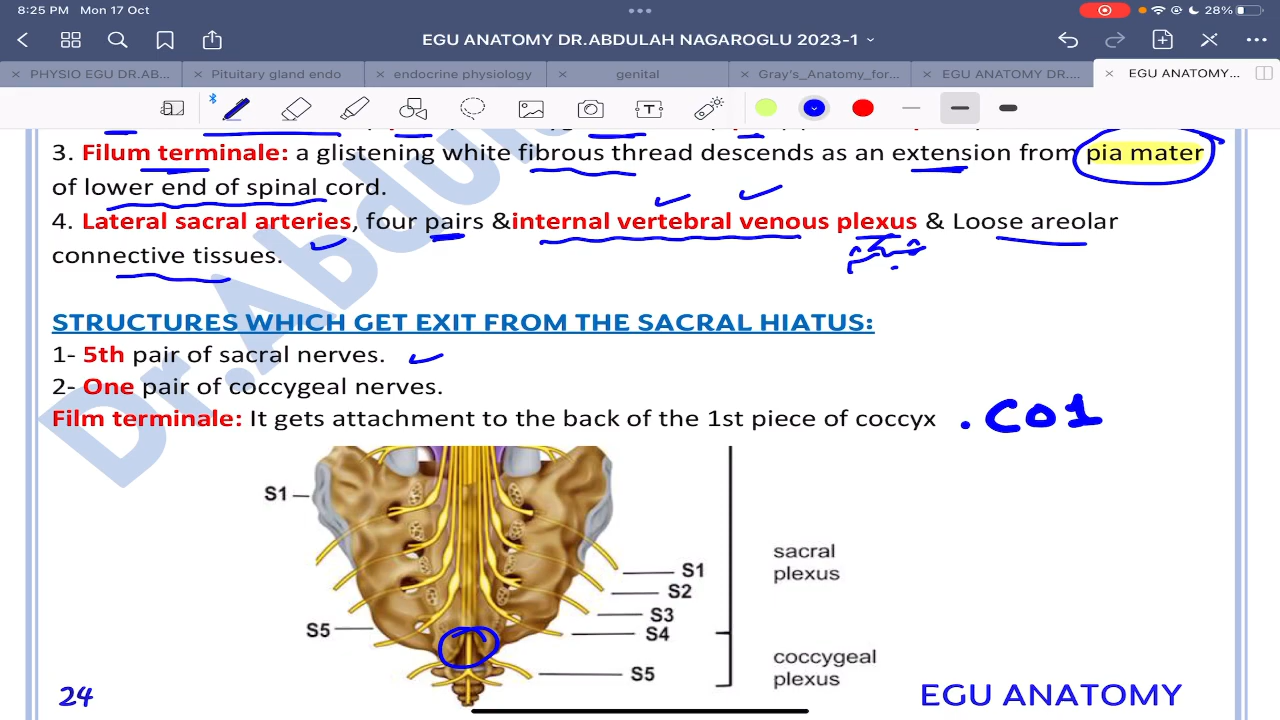 8:25 PM Mon 17 Oct
28%
EGU ANATOMY DR.ABDULAH NAGAROGLU 2023-1
PHYSIO EGU DR.AB...
Pituitary gland endo
endocrine physiology
genital
Gray's_Anatomy_for...
EGU ANATOMY DR....
EGU ANATOMY...
3. Filum terminale: a glistening white fibrous thread descends as an extension from pia mater
of lower end of spinal cord.
4. Lateral sacral arteries, four pairs &internal vertebral venous plexus & Loose areolar
connective tissues.
STRUCTURES WHICH GET EXIT FROM THE SACRAL HIATUS:
1- 5th pair of sacral nerves.
2- One pair of coccygeal nerves.
Film terminale: It gets attachment to the back of the 1st piece of coccyx . CO1
S1
S1
S2
S3
S4
S5
S5
sacral
plexus
coccygeal
plexus
24
EGU ANATOMY
Dr.Abdul